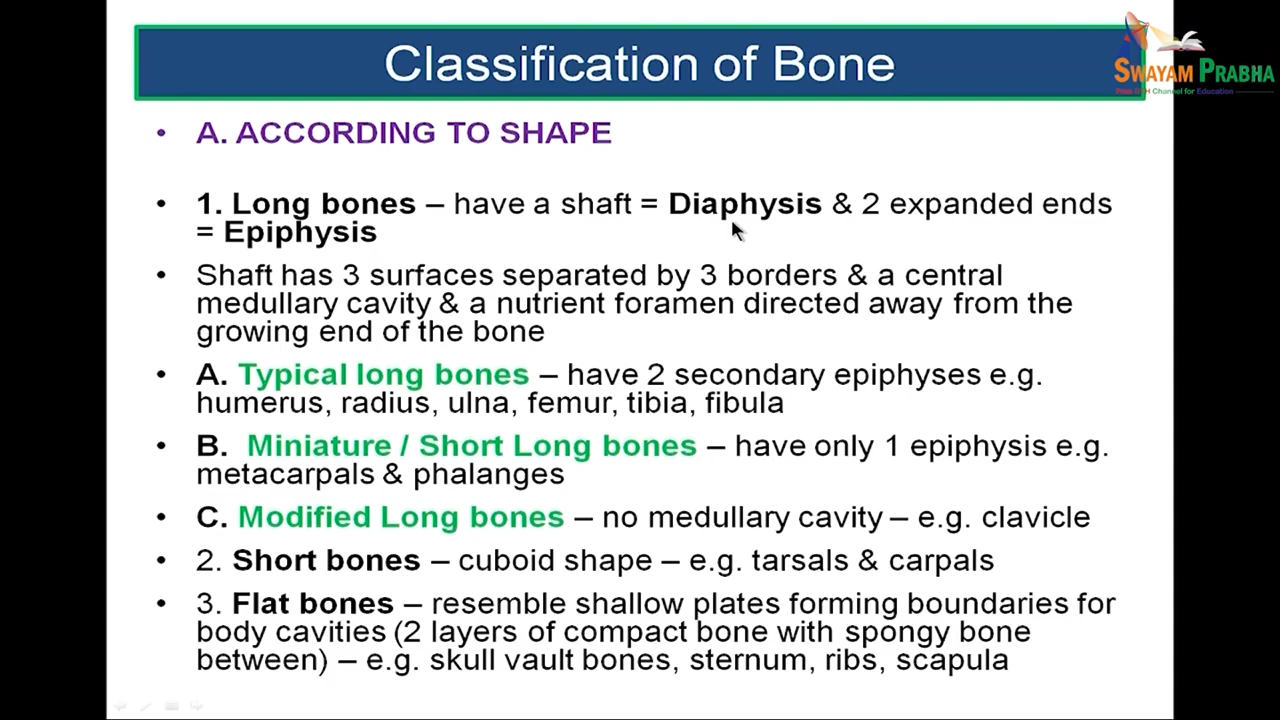 Classification of Bone
SWAYAM PRABHA
• A. ACCORDING TO SHAPE
• 1. Long bones – have a shaft = Diaphysis & 2 expanded ends
= Epiphysis
• Shaft has 3 surfaces separated by 3 borders & a central
medullary cavity & a nutrient foramen directed away from the
growing end of the bone
• A. Typical long bones – have 2 secondary epiphyses e.g.
humerus, radius, ulna, femur, tibia, fibula
• B. Miniature / Short Long bones – have only 1 epiphysis e.g.
metacarpals & phalanges
• C. Modified Long bones – no medullary cavity – e.g. clavicle
• 2. Short bones – cuboid shape – e.g. tarsals & carpals
• 3. Flat bones – resemble shallow plates forming boundaries for
body cavities (2 layers of compact bone with spongy bone
between) – e.g. skull vault bones, sternum, ribs, scapula